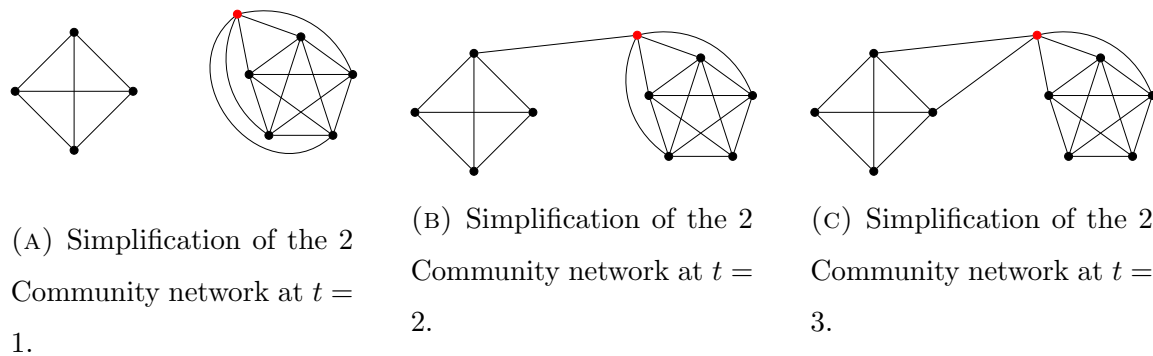 (A) Simplification of the 2
Community network at t =
1.
(B) Simplification of the 2
Community network at t =
2.
(C) Simplification of the 2
Community network at t =
3.